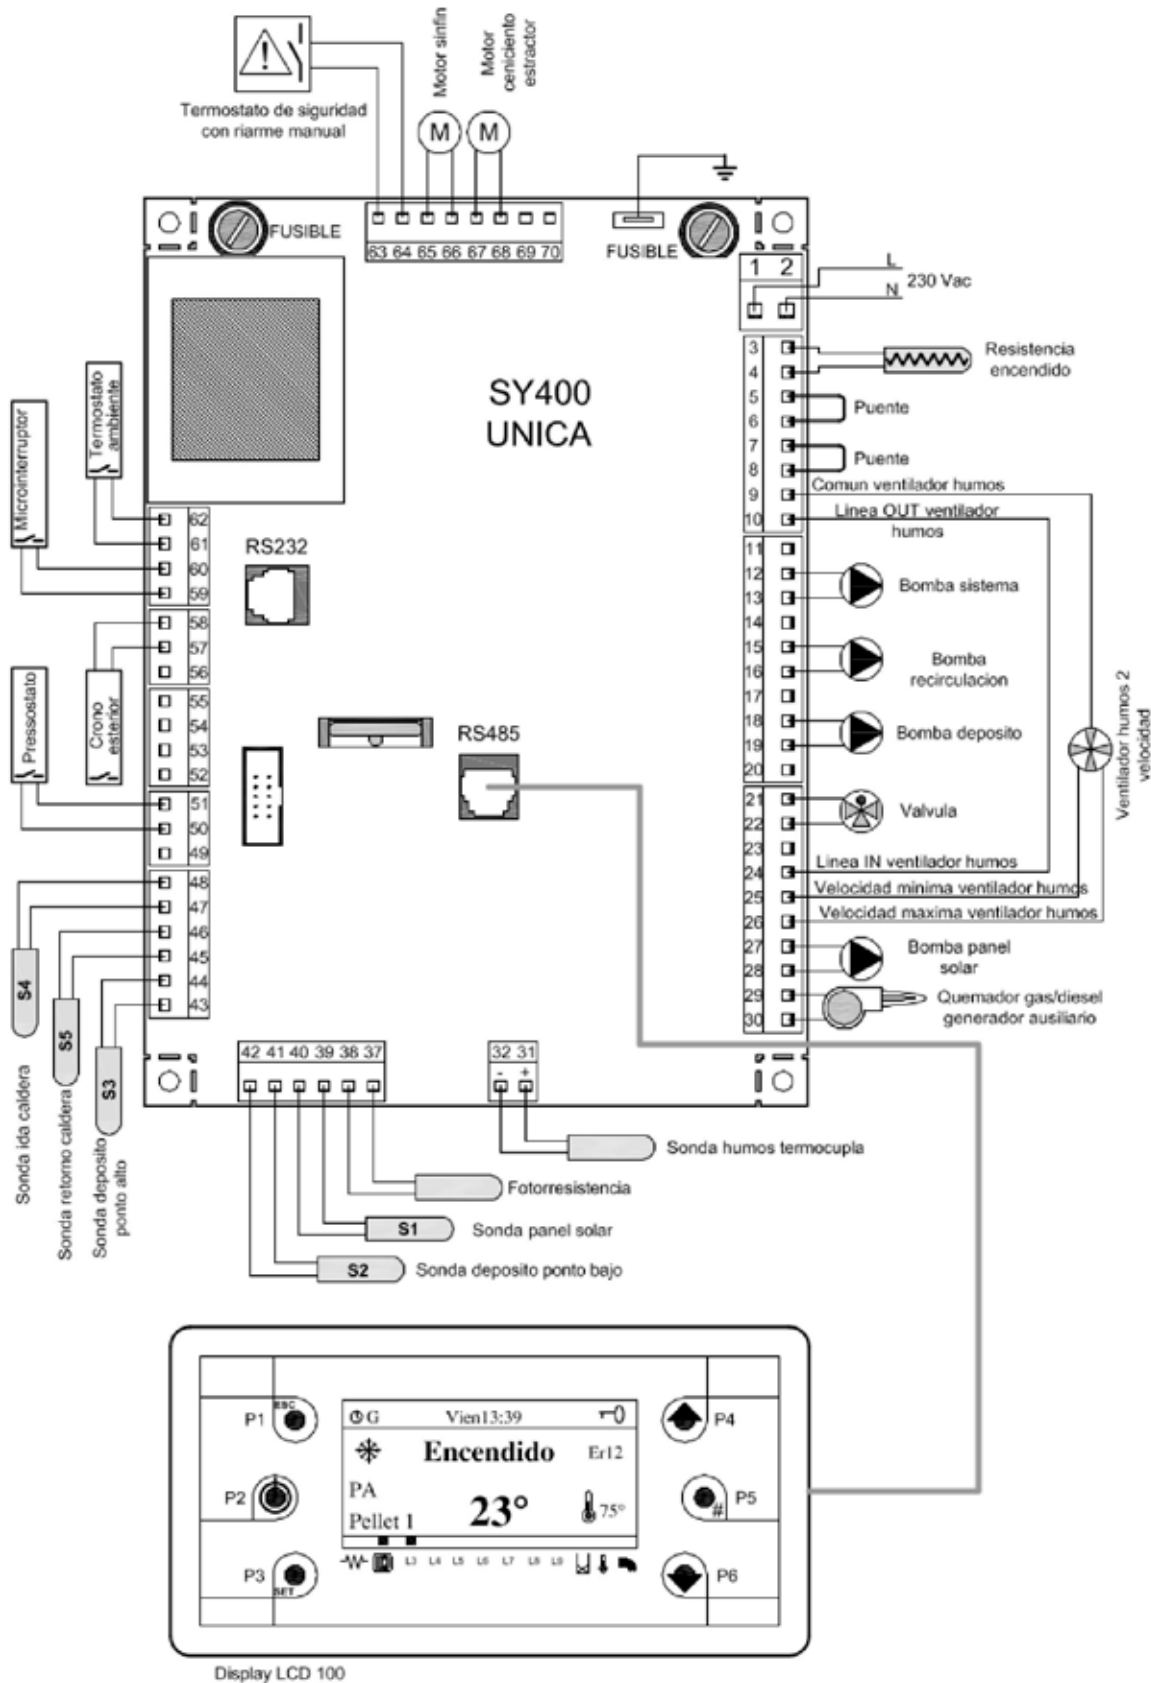 Termostato de siguridad
con riarme manual
Motor sinfin
Motor
ceniciento
estractor
M
M
FUSIBLE
63 64 65 66 67 68 69 70
FUSIBLE
1 2
L
230 Vac
N
SY400
UNICA
3
4
5
6
7
8
9
10
Resistencia
encendido
Puente
Puente
Comun ventilador humos
Linea OUT ventilador
humos
11
12
13
14
15
16
17
18
19
20
Bomba sistema
Bomba
recirculacion
Bomba deposito
Ventilador humos 2
velocidad
21
22
23
24
25
26
27
28
29
30
Valvula
Linea IN ventilador humos
Velocidad minima ventilador humos
Velocidad maxima ventilador humos
Bomba panel
solar
Quemador gas/diesel
generador ausiliario
Termostato
ambiente
Microinterruptor
62
61
60
59
RS232
58
57
56
Crono
esterior
Pressostato
55
54
53
52
RS485
51
50
49
48
47
46
45
44
43
S4
S5
S3
Sonda ida caldera
Sonda retorno caldera
Sonda deposito
ponto alto
42 41 40 39 38 37
32 31
- +
Sonda humos termocupla
Fotorresistencia
S1
Sonda panel solar
S2
Sonda deposito ponto bajo
P1
ESC
P2
P3
SET
G
Vien13:39
Encendido
Er12
PA
23°
75°
Pellet 1
L3 L4 L5 L6 L7 L8 L9
P4
P5
#
P6
Display LCD 100